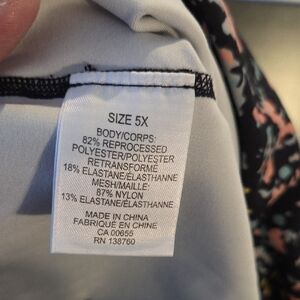 SIZE 5X
BODY/CORPS:
82% REPROCESSED
POLYESTER/POLYESTER
RETRANSFORMÉ
18% ELASTANE/ÉLASTHANNE
MESH/MAILLE:
87% NYLON
13% ELASTANE/ÉLASTHANNE
MADE IN CHINA
FABRIQUÉ EN CHINE
CA 00655
RN 138760